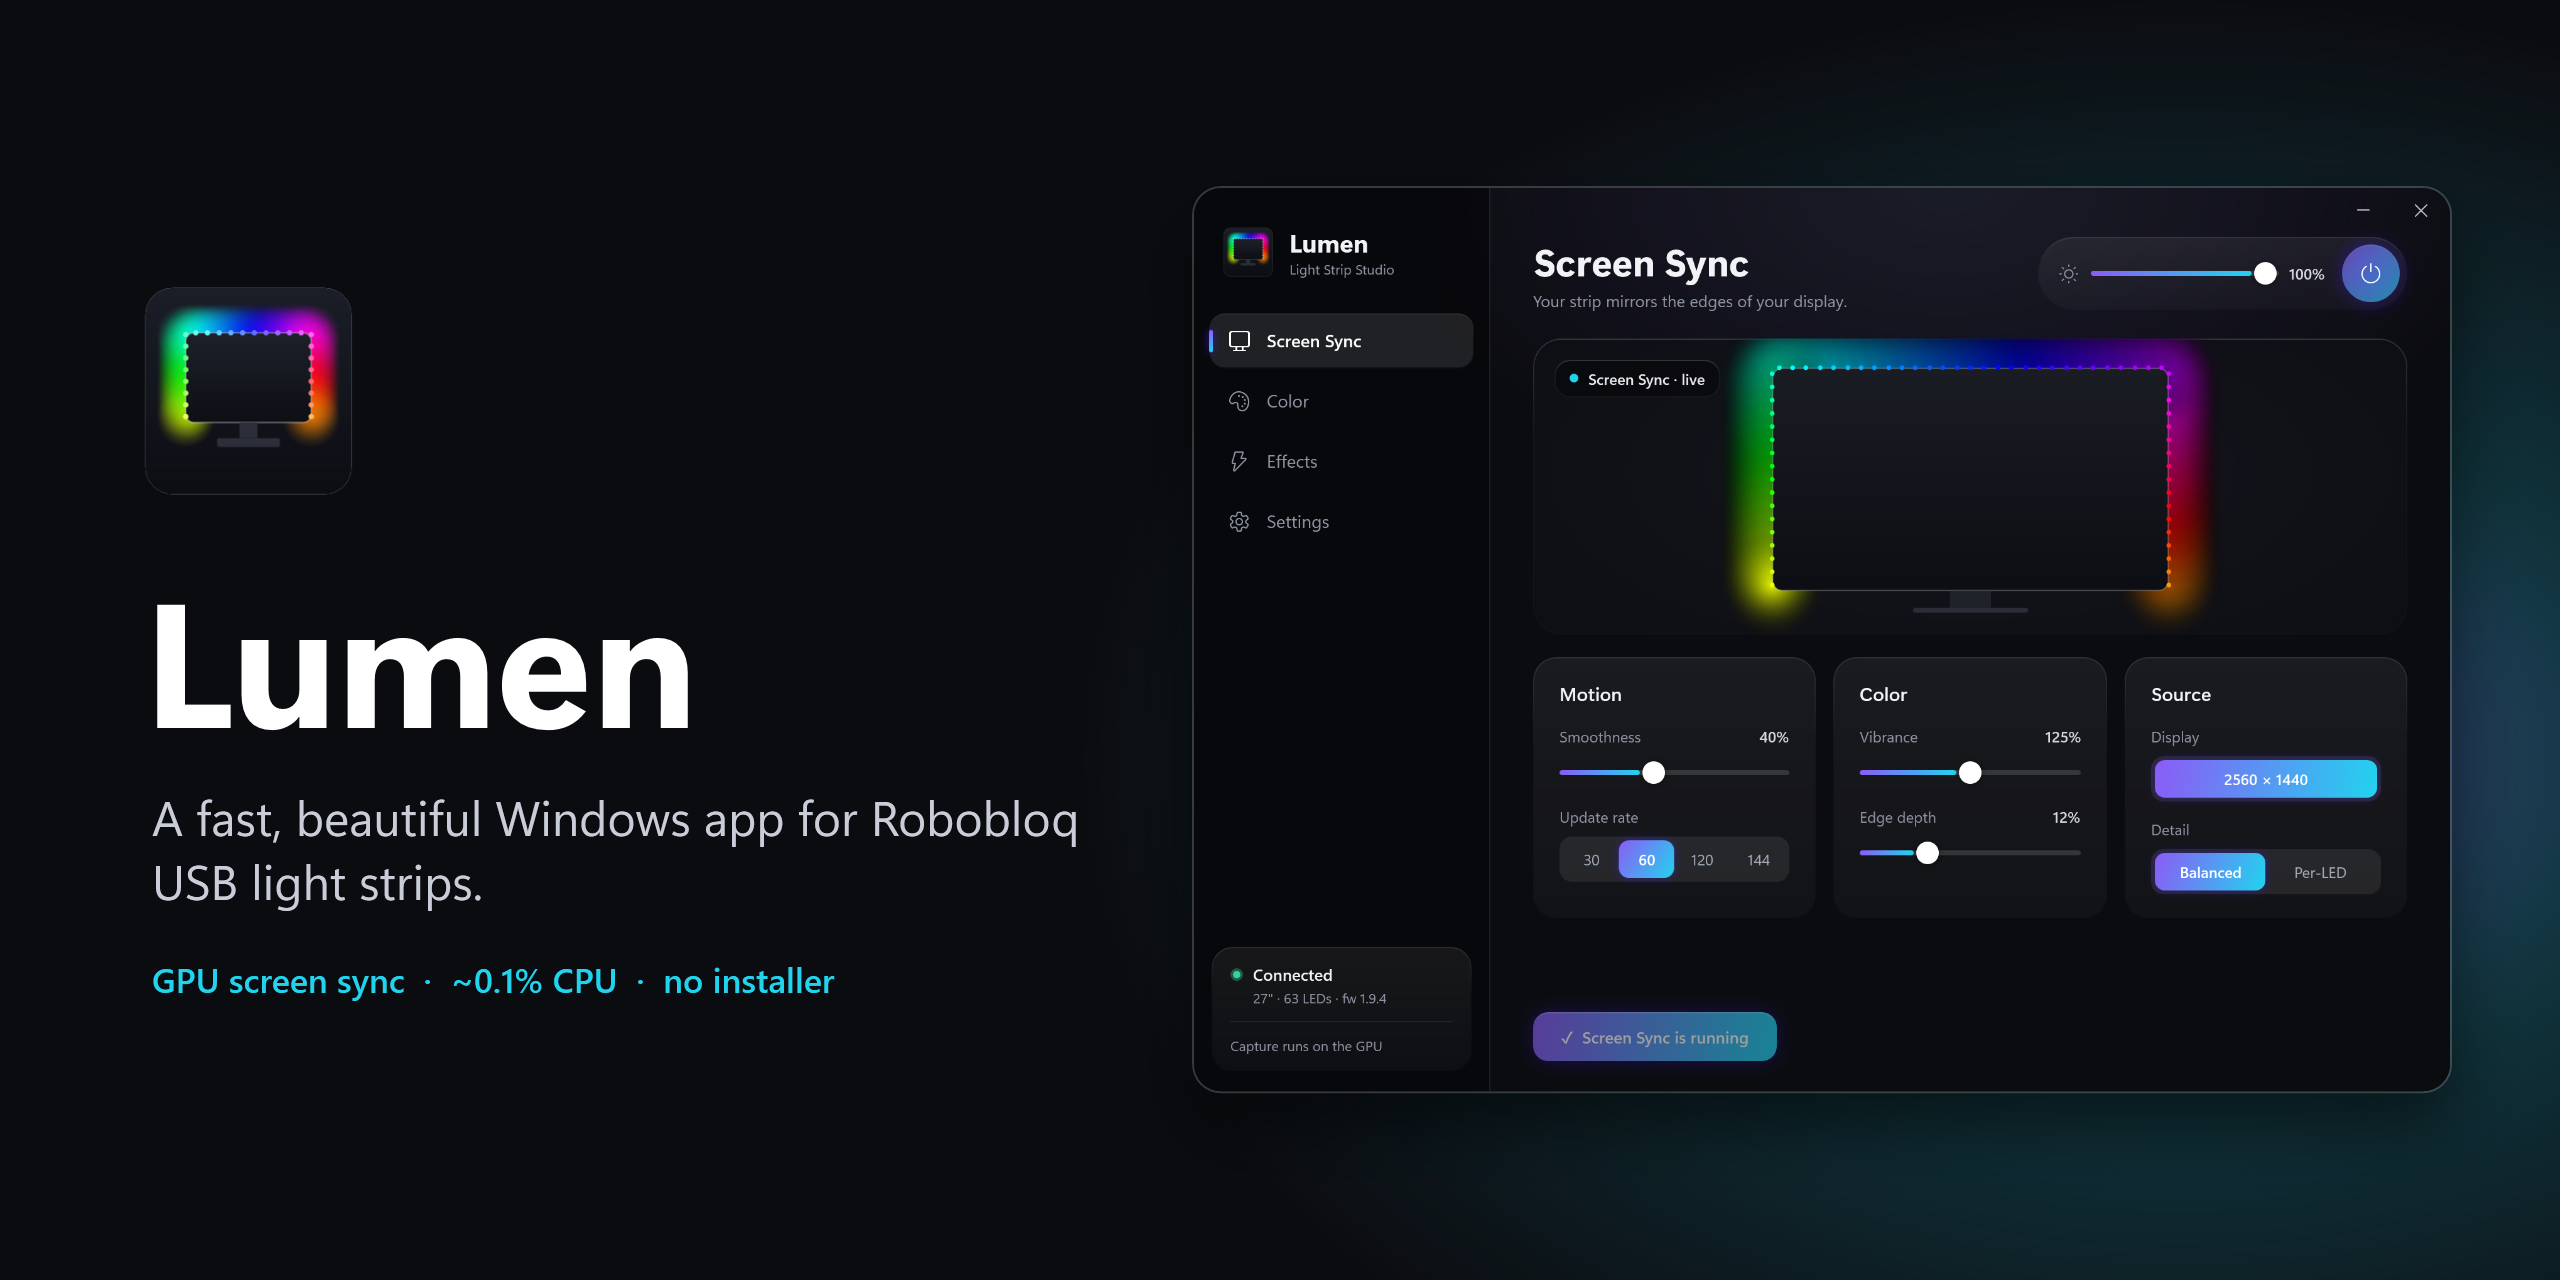 Lumen
A fast, beautiful Windows app for Robobloq
USB light strips.
GPU screen sync · ~0.1% CPU · no installer
Lumen
Light Strip Studio
Screen Sync
Color
Effects
Settings
Connected
27" · 63 LEDs · fw 1.9.4
Capture runs on the GPU
Screen Sync
Your strip mirrors the edges of your display.
100%
Screen Sync · live
Motion
Smoothness 40%
Update rate
30 60 120 144
Color
Vibrance 125%
Edge depth 12%
Source
Display
2560 × 1440
Detail
Balanced Per-LED
✓ Screen Sync is running